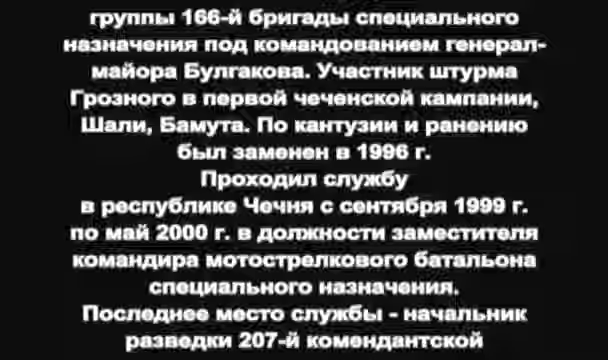 группы 166-й бригады специального
назначения под командованием генерал-
майора Булгакова. Участник штурма
Грозного в первой чеченской кампании,
Шали, Бамута. По кантузии и ранению
был заменен в 1996 г.
Проходил службу
в республике Чечня с сентября 1999 г.
по май 2000 г. в должности заместителя
командира мотострелкового батальона
специального назначения.
Последнее место службы - начальник
разведки 207-й комендантской